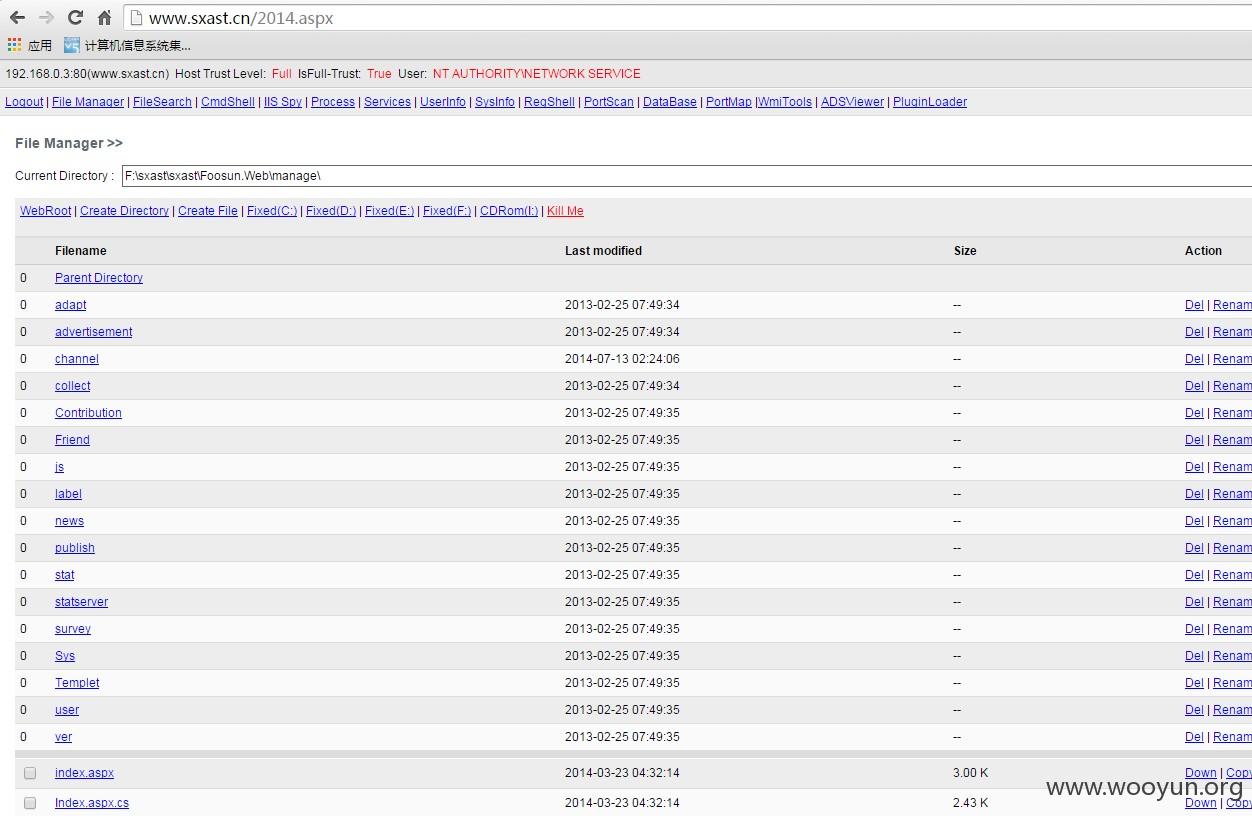 www.sxast.cn/2014.aspx
应用 计算机信息系统集...
192.168.0.3:80(www.sxast.cn) Host Trust Level: Full IsFull-Trust: True User: NT AUTHORITY\NETWORK SERVICE
Logout | File Manager | FileSearch | CmdShell | IIS Spy | Process | Services | UserInfo | SysInfo | RegShell | PortScan | DataBase | PortMap |WmiTools | ADSViewer | PluginLoader
File Manager >>
Current Directory : F:\sxast\sxast\Foosun.Web\manage\
WebRoot | Create Directory | Create File | Fixed(C:) | Fixed(D:) | Fixed(E:) | Fixed(F:) | CDRom(I:) | Kill Me
Filename Last modified Size Action
0 Parent Directory
0 adapt 2013-02-25 07:49:34 -- Del | Renam
0 advertisement 2013-02-25 07:49:34 -- Del | Renam
0 channel 2014-07-13 02:24:06 -- Del | Renam
0 collect 2013-02-25 07:49:34 -- Del | Renam
0 Contribution 2013-02-25 07:49:35 -- Del | Renam
0 Friend 2013-02-25 07:49:35 -- Del | Renam
0 js 2013-02-25 07:49:35 -- Del | Renam
0 label 2013-02-25 07:49:35 -- Del | Renam
0 news 2013-02-25 07:49:35 -- Del | Renam
0 publish 2013-02-25 07:49:35 -- Del | Renam
0 stat 2013-02-25 07:49:35 -- Del | Renam
0 statserver 2013-02-25 07:49:35 -- Del | Renam
0 survey 2013-02-25 07:49:35 -- Del | Renam
0 Sys 2013-02-25 07:49:35 -- Del | Renam
0 Templet 2013-02-25 07:49:35 -- Del | Renam
0 user 2013-02-25 07:49:35 -- Del | Renam
0 ver 2013-02-25 07:49:35 -- Del | Renam
index.aspx 2014-03-23 04:32:14 3.00 K Down | Copy
www.wooyun.org
Index.aspx.cs 2014-03-23 04:32:14 2.43 K Down | Copy